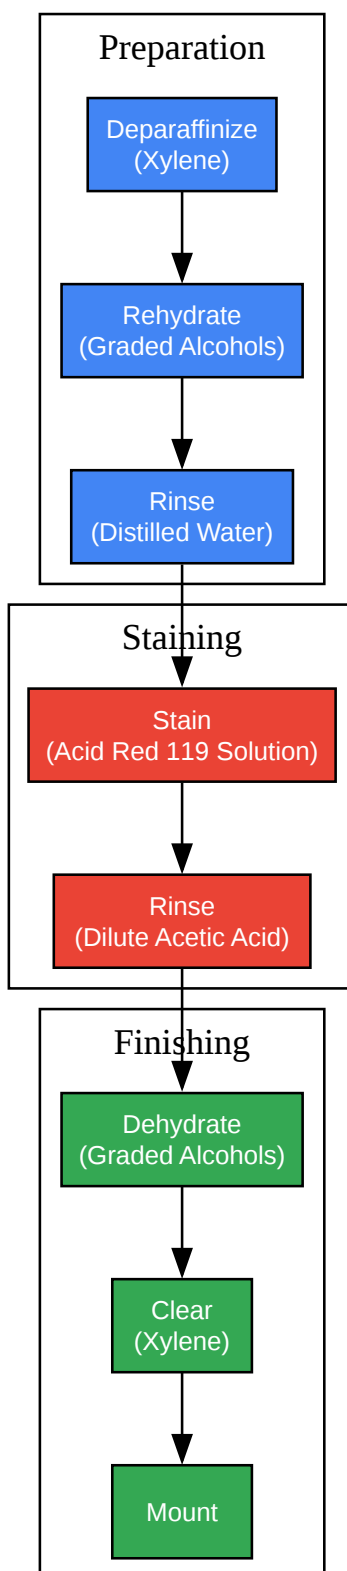 Preparation
Deparaffinize
(Xylene)
Rehydrate
(Graded Alcohols)
Rinse
(Distilled Water)
Staining
Stain
(Acid Red 119 Solution)
Rinse
(Dilute Acetic Acid)
Finishing
Dehydrate
(Graded Alcohols)
Clear
(Xylene)
Mount